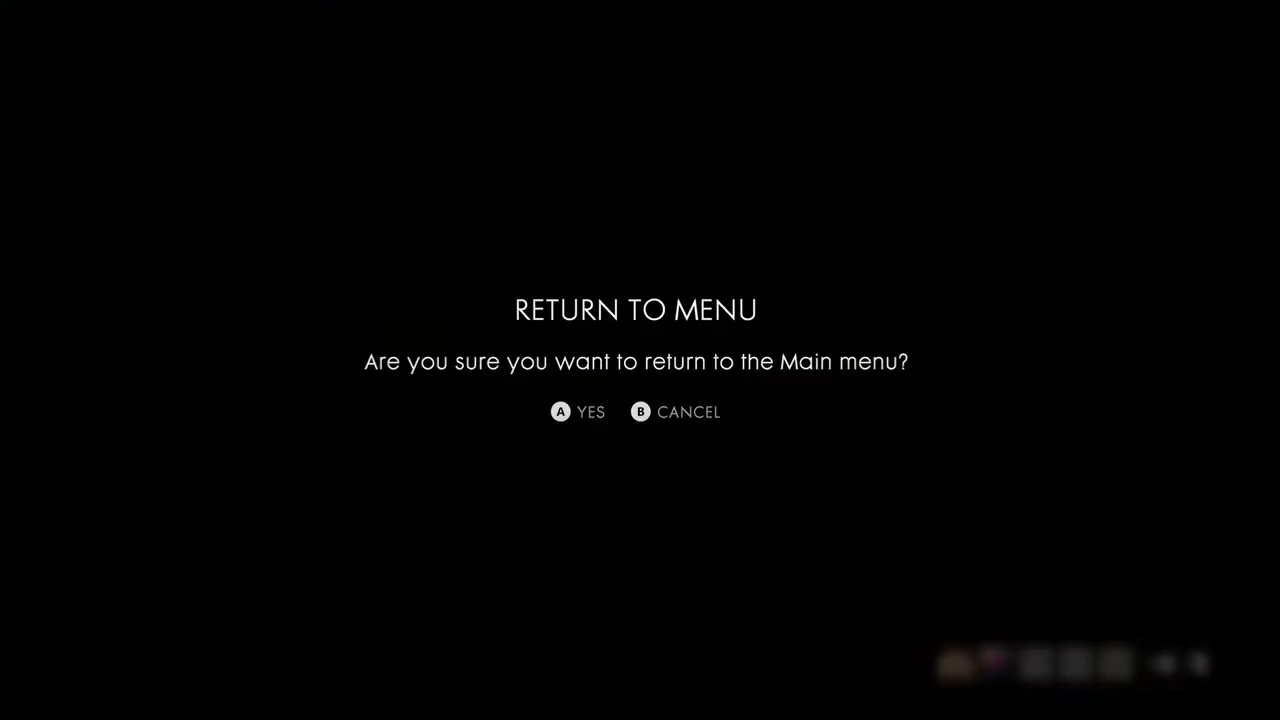 RETURN TO MENU
Are you sure you want to return to the Main menu?
A YES B CANCEL